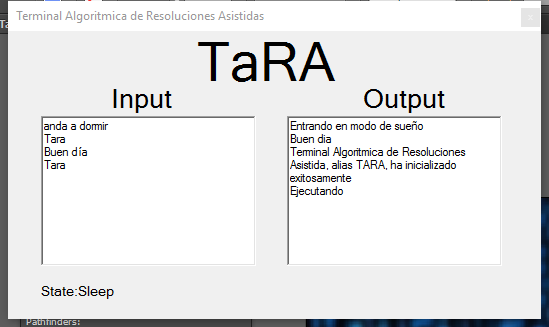 Terminal Algoritmica de Resoluciones Asistidas
TaRA
Input
Output
anda a dormir
Tara
Buen día
Tara
Entrando en modo de sueño
Buen dia
Terminal Algoritmica de Resoluciones
Asistida, alias TARA, ha inicializado
exitosamente
Ejecutando
State:Sleep
Pathfinders: